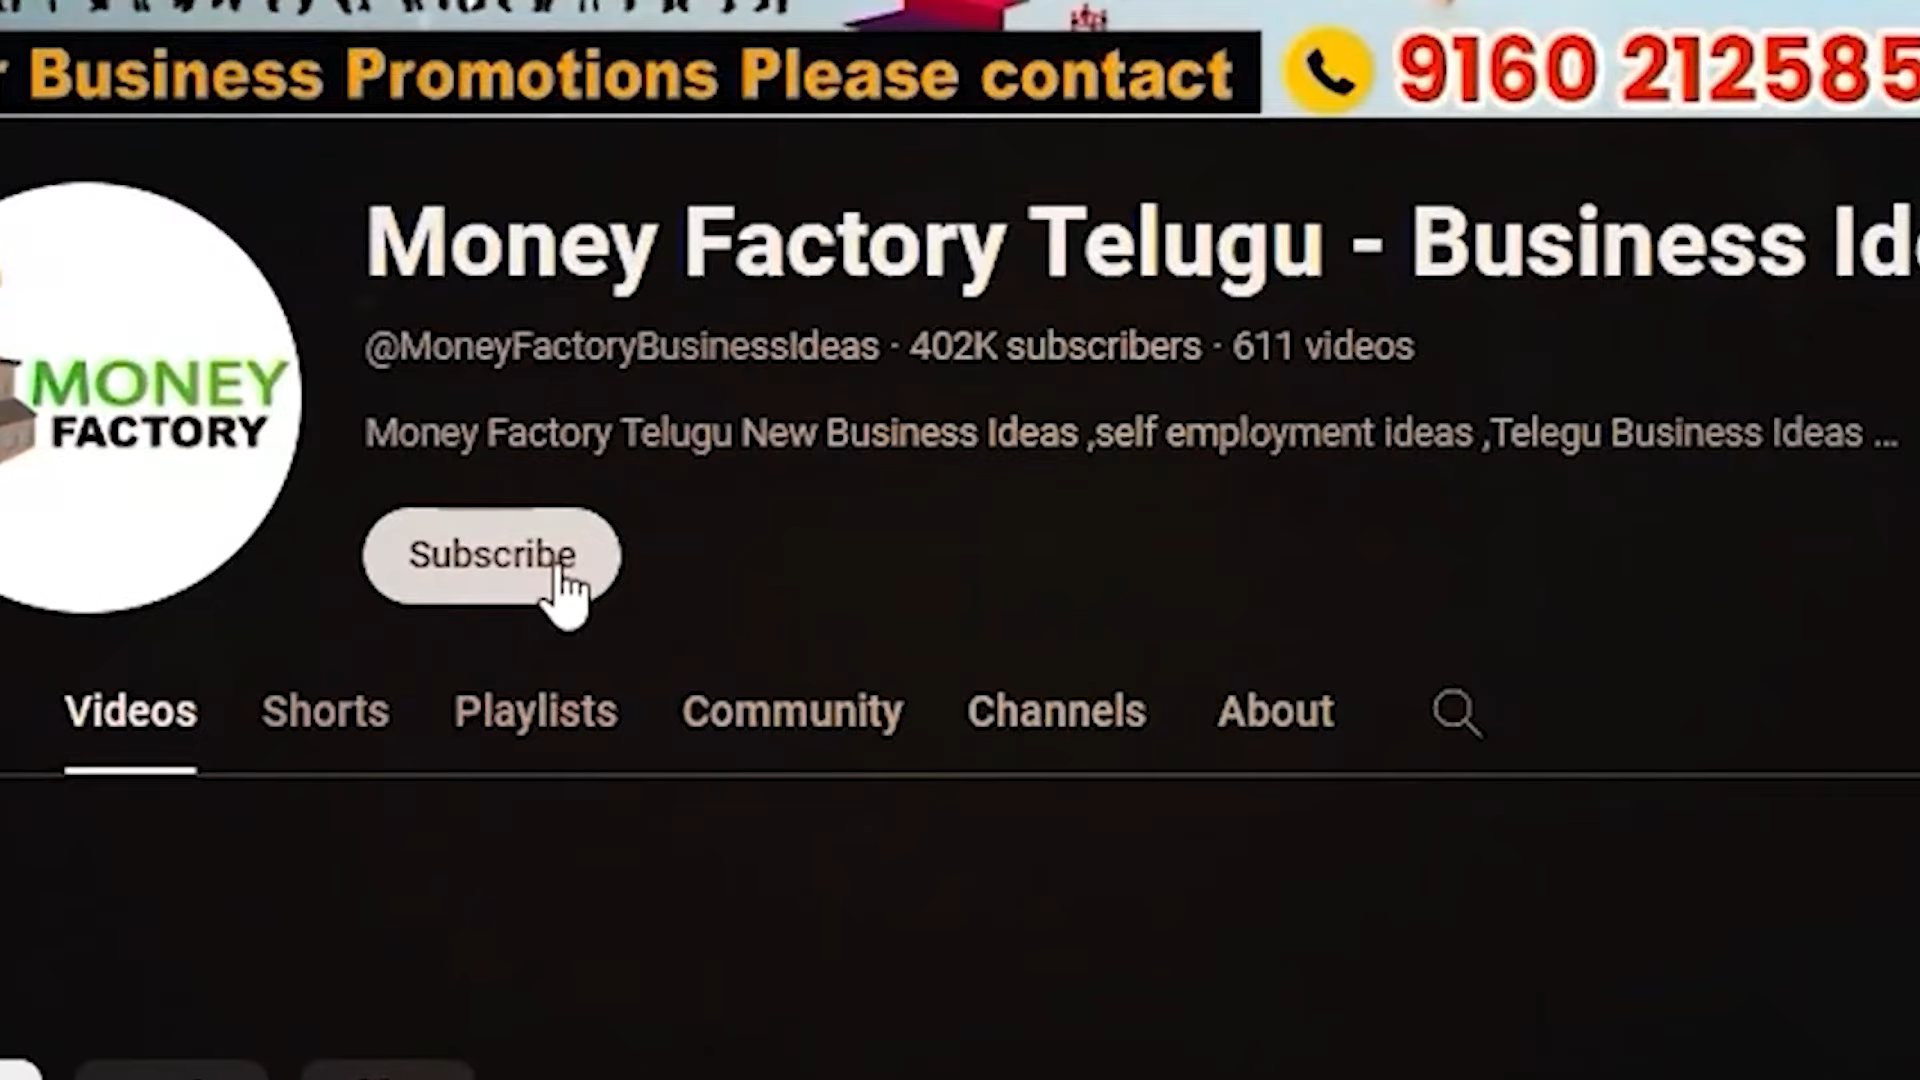 Business Promotions Please contact 9160 212585
Money Factory Telugu - Business
@MoneyFactoryBusinessIdeas · 402K subscribers · 611 videos
MONEY
FACTORY
Money Factory Telugu New Business Ideas ,self employment ideas ,Telegu Business Ideas ...
Subscribe
Videos Shorts Playlists Community Channels About